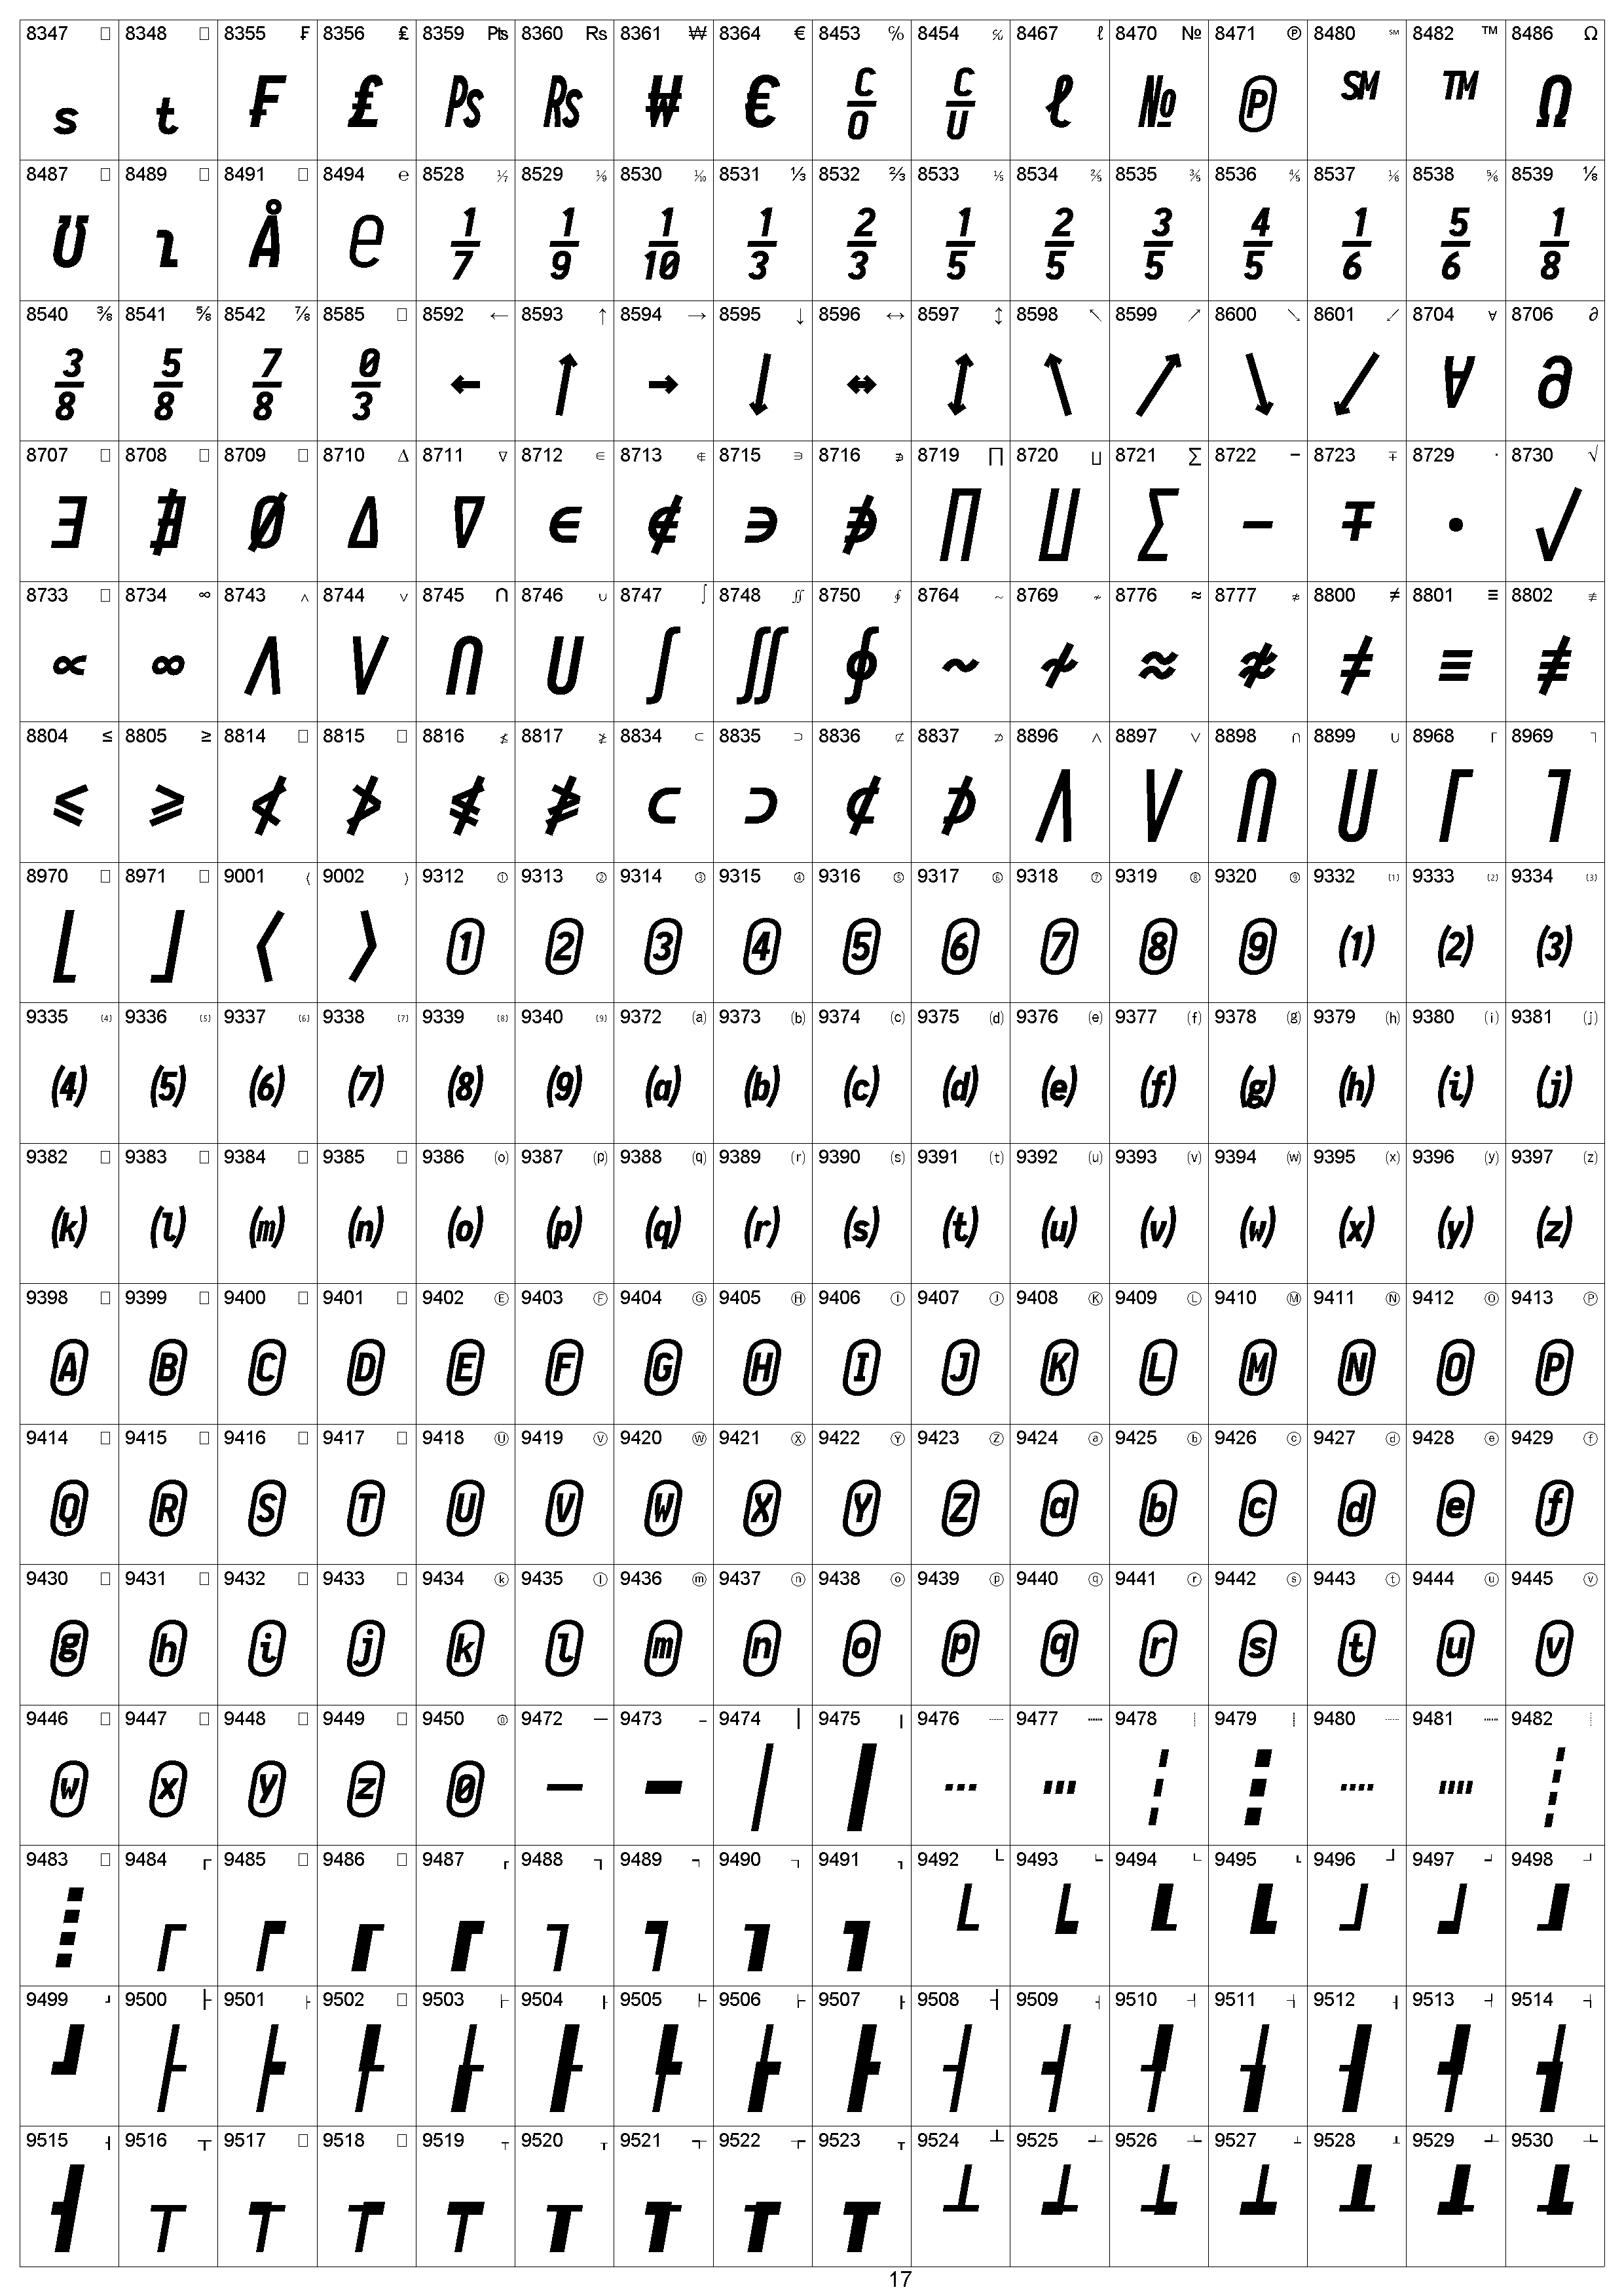 8347 □ 8348 □ 8355 ₣ 8356 ₤ 8359 ₧ 8360 ₨ 8361 ₩ 8364 € 8453 ℅ 8454 ℆ 8467 ℓ 8470 № 8471 ℗ 8480 ℠ 8482 ™ 8486 Ω
s t ₣ ₤ Ps Rs ₩ € ℅ ℆ ℓ № ℗ SM TM Ω
8487 □ 8489 □ 8491 □ 8494 ℮ 8528 ⅐ 8529 ⅑ 8530 ⅒ 8531 ⅓ 8532 ⅔ 8533 ⅕ 8534 ⅖ 8535 ⅗ 8536 ⅘ 8537 ⅙ 8538 ⅚ 8539 ⅛
℧ ℩ Å ℮ ⅐ ⅑ ⅒ ⅓ ⅔ ⅕ ⅖ ⅗ ⅘ ⅙ ⅚ ⅛
8540 ⅜ 8541 ⅝ 8542 ⅞ 8585 □ 8592 ← 8593 ↑ 8594 → 8595 ↓ 8596 ↔ 8597 ↕ 8598 ↖ 8599 ↗ 8600 ↘ 8601 ↙ 8704 ∀ 8706 ∂
⅜ ⅝ ⅞ ↉ ← ↑ → ↓ ↔ ↕ ↖ ↗ ↘ ↙ ∀ ∂
8707 □ 8708 □ 8709 □ 8710 ∆ 8711 ∇ 8712 ∈ 8713 ∉ 8715 ∋ 8716 ∌ 8719 ∏ 8720 ∐ 8721 ∑ 8722 − 8723 ∓ 8729 ∙ 8730 √
∃ ∄ ∅ ∆ ∇ ∈ ∉ ∋ ∌ ∏ ∐ ∑ − ∓ ∙ √
8733 □ 8734 ∞ 8743 ∧ 8744 ∨ 8745 ∩ 8746 ∪ 8747 ∫ 8748 ∬ 8750 ∮ 8764 ∼ 8769 ≁ 8776 ≈ 8777 ≉ 8800 ≠ 8801 ≡ 8802 ≢
∝ ∞ ∧ ∨ ∩ ∪ ∫ ∬ ∮ ∼ ≁ ≈ ≉ ≠ ≡ ≢
8804 ≤ 8805 ≥ 8814 □ 8815 □ 8816 ≰ 8817 ≱ 8834 ⊂ 8835 ⊃ 8836 ⊄ 8837 ⊅ 8896 ⋀ 8897 ⋁ 8898 ⋂ 8899 ⋃ 8968 ⌈ 8969 ⌉
≤ ≥ ≮ ≯ ≰ ≱ ⊂ ⊃ ⊄ ⊅ ⋀ ⋁ ⋂ ⋃ ⌈ ⌉
8970 □ 8971 □ 9001 〈 9002 〉 9312 ① 9313 ② 9314 ③ 9315 ④ 9316 ⑤ 9317 ⑥ 9318 ⑦ 9319 ⑧ 9320 ⑨ 9332 ⑴ 9333 ⑵ 9334 ⑶
⌊ ⌋ 〈 〉 ① ② ③ ④ ⑤ ⑥ ⑦ ⑧ ⑨ (1) (2) (3)
9335 ⑷ 9336 ⑸ 9337 ⑹ 9338 ⑺ 9339 ⑻ 9340 ⑼ 9372 ⒜ 9373 ⒝ 9374 ⒞ 9375 ⒟ 9376 ⒠ 9377 ⒡ 9378 ⒢ 9379 ⒣ 9380 ⒤ 9381 ⒥
(4) (5) (6) (7) (8) (9) (a) (b) (c) (d) (e) (f) (g) (h) (i) (j)
9382 □ 9383 □ 9384 □ 9385 □ 9386 ⒪ 9387 ⒫ 9388 ⒬ 9389 ⒭ 9390 ⒮ 9391 ⒯ 9392 ⒰ 9393 ⒱ 9394 ⒲ 9395 ⒳ 9396 ⒴ 9397 ⒵
(k) (l) (m) (n) (o) (p) (q) (r) (s) (t) (u) (v) (w) (x) (y) (z)
9398 □ 9399 □ 9400 □ 9401 □ 9402 Ⓔ 9403 Ⓕ 9404 Ⓖ 9405 Ⓗ 9406 Ⓘ 9407 Ⓙ 9408 Ⓚ 9409 Ⓛ 9410 Ⓜ 9411 Ⓝ 9412 Ⓞ 9413 Ⓟ
Ⓐ Ⓑ Ⓒ Ⓓ Ⓔ Ⓕ Ⓖ Ⓗ Ⓘ Ⓙ Ⓚ Ⓛ Ⓜ Ⓝ Ⓞ Ⓟ
9414 □ 9415 □ 9416 □ 9417 □ 9418 Ⓤ 9419 Ⓥ 9420 Ⓦ 9421 Ⓧ 9422 Ⓨ 9423 Ⓩ 9424 ⓐ 9425 ⓑ 9426 ⓒ 9427 ⓓ 9428 ⓔ 9429 ⓕ
Ⓠ Ⓡ Ⓢ Ⓣ Ⓤ Ⓥ Ⓦ Ⓧ Ⓨ Ⓩ ⓐ ⓑ ⓒ ⓓ ⓔ ⓕ
9430 □ 9431 □ 9432 □ 9433 □ 9434 ⓚ 9435 ⓛ 9436 ⓜ 9437 ⓝ 9438 ⓞ 9439 ⓟ 9440 ⓠ 9441 ⓡ 9442 ⓢ 9443 ⓣ 9444 ⓤ 9445 ⓥ
ⓖ ⓗ ⓘ ⓙ ⓚ ⓛ ⓜ ⓝ ⓞ ⓟ ⓠ ⓡ ⓢ ⓣ ⓤ ⓥ
9446 □ 9447 □ 9448 □ 9449 □ 9450 ⓪ 9472 ─ 9473 ━ 9474 │ 9475 ┃ 9476 ┄ 9477 ┅ 9478 ┆ 9479 ┇ 9480 ┈ 9481 ┉ 9482 ┊
ⓦ ⓧ ⓨ ⓩ ⓪ ─ ━ │ ┃ ┄ ┅ ┆ ┇ ┈ ┉ ┊
9483 □ 9484 ┌ 9485 □ 9486 □ 9487 ┏ 9488 ┐ 9489 ┑ 9490 ┒ 9491 ┓ 9492 └ 9493 ┕ 9494 ┖ 9495 ┗ 9496 ┘ 9497 ┙ 9498 ┚
┋ ┌ ┍ ┎ ┏ ┐ ┑ ┒ ┓ └ ┕ ┖ ┗ ┘ ┙ ┚
9499 ┛ 9500 ├ 9501 ┝ 9502 □ 9503 ┟ 9504 ┠ 9505 ┡ 9506 ┢ 9507 ┣ 9508 ┤ 9509 ┥ 9510 ┦ 9511 ┧ 9512 ┨ 9513 ┩ 9514 ┪
┛ ├ ┝ ┞ ┟ ┠ ┡ ┢ ┣ ┤ ┥ ┦ ┧ ┨ ┩ ┪
9515 ┫ 9516 ┬ 9517 □ 9518 □ 9519 ┯ 9520 ┰ 9521 ┱ 9522 ┲ 9523 ┳ 9524 ┴ 9525 ┵ 9526 ┶ 9527 ┷ 9528 ┸ 9529 ┹ 9530 ┺
┫ ┬ ┭ ┮ ┯ ┰ ┱ ┲ ┳ ┴ ┵ ┶ ┷ ┸ ┹ ┺
17